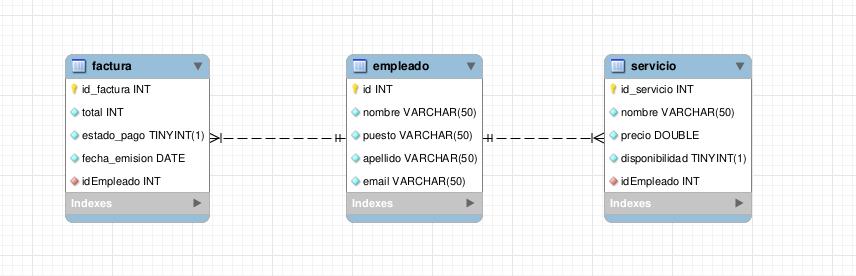 factura
id_factura INT
total INT
estado_pago TINYINT(1)
fecha_emision DATE
idEmpleado INT
Indexes
empleado
id INT
nombre VARCHAR(50)
puesto VARCHAR(50)
apellido VARCHAR(50)
email VARCHAR(50)
Indexes
servicio
id_servicio INT
nombre VARCHAR(50)
precio DOUBLE
disponibilidad TINYINT(1)
idEmpleado INT
Indexes